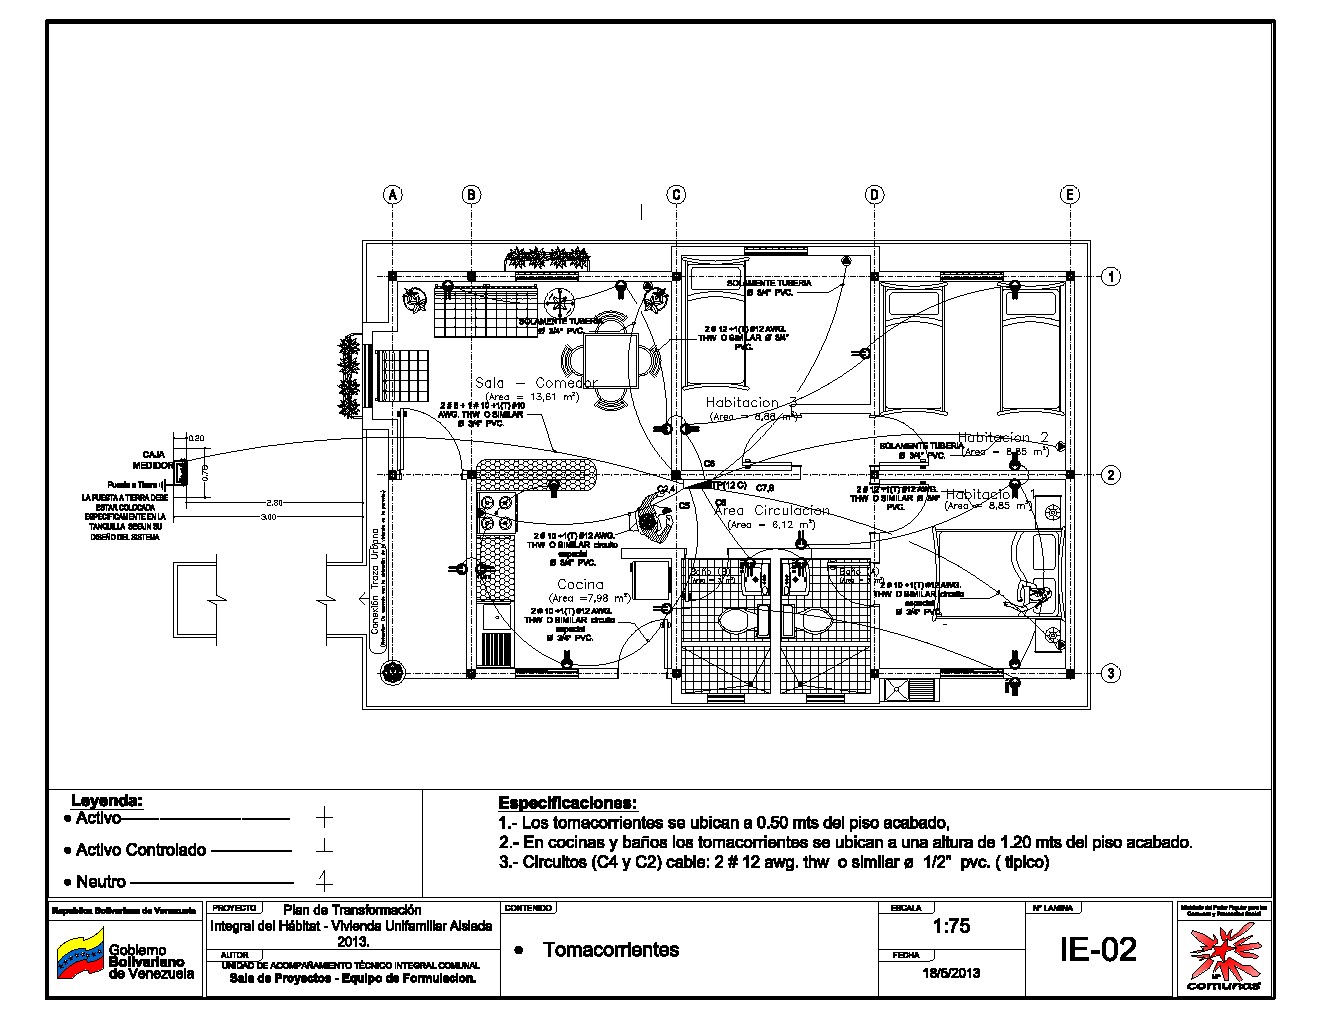 A B C D E
1
SOLAMENTE TUBERIA
Ø 3/4" PVC.
SOLAMENTE TUBERIA
Ø 3/4" PVC.
2 # 12 +1(T) #12 AWG.
THW O SIMILAR Ø 3/4"
PVC.
Sala - Comedor
(Area = 13,61 m²)
2 # 8 + 1 # 10 +1(T) #10
AWG. THW O SIMILAR
Ø 3/4" PVC.
Habitacion 3
(Area = 8,88 m²)
Habitacion 2
(Area = 8,85 m²)
SOLAMENTE TUBERIA
Ø 3/4" PVC.
0.20
CAJA
MEDIDOR
0.70
Puesta a Tierra
LA PUESTA A TIERRA DEBE
ESTAR COLOCADA
ESPECIFICAMENTE EN LA
TANQUILLA SEGUN SU
DISEÑO DEL SISTEMA
2.80
3.00
2
C6
TP(12 C)
C2,4
C7,8
C5
C8
2 # 12 +1(T) #12 AWG.
THW O SIMILAR Ø 3/4"
PVC.
Habitacion 1
(Area = 8,85 m²)
Area Circulacion
(Area = 6,12 m²)
2 # 10 +1(T) #12 AWG.
THW O SIMILAR circuito
especial
Ø 3/4" PVC.
Conexión Traza Urbana
Cocina
(Area =7,98 m²)
Baño (B)
Baño (A)
2 # 10 +1(T) #12 AWG.
THW O SIMILAR circuito
especial
Ø 3/4" PVC.
2 # 10 +1(T) #12 AWG.
THW O SIMILAR circuito
especial
Ø 3/4" PVC.
3
Leyenda:
• Activo
• Activo Controlado
• Neutro
Especificaciones:
1.- Los tomacorrientes se ubican a 0.50 mts del piso acabado,
2.- En cocinas y baños los tomacorrientes se ubican a una altura de 1.20 mts del piso acabado.
3.- Circuitos (C4 y C2) cable: 2 # 12 awg. thw o similar ø 1/2" pvc. ( tipico)
Republica Bolivariana de Venezuela
Gobierno
Bolivariano
de Venezuela
PROYECTO
Plan de Transformación
Integral del Hábitat - Vivienda Unifamiliar Aislada
2013.
AUTOR
UNIDAD DE ACOMPAÑAMIENTO TÉCNICO INTEGRAL COMUNAL
Sala de Proyectos - Equipo de Formulacion.
CONTENIDO
• Tomacorrientes
ESCALA
1:75
FECHA
18/6/2013
Nº LAMINA
IE-02
Ministerio del Poder Popular para las
Comunas y Proteccion Social
comunas